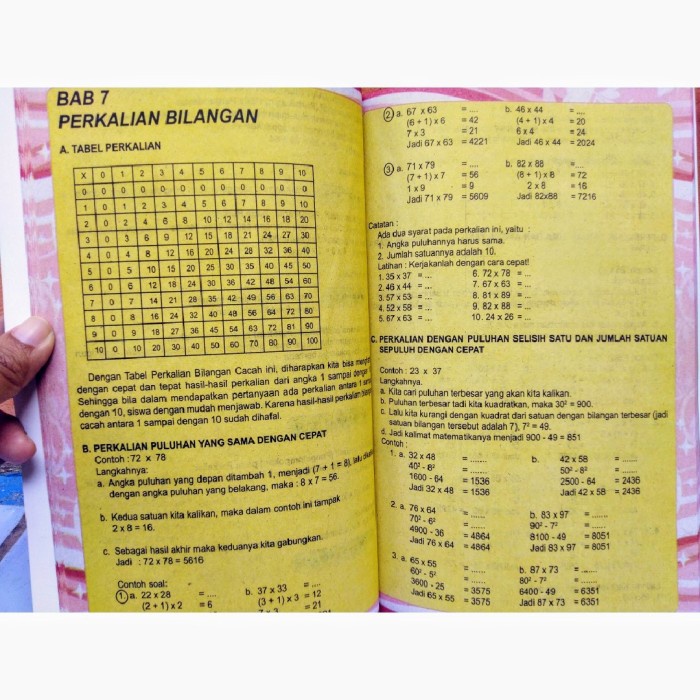 BAB 7
PERKALIAN BILANGAN
A. TABEL PERKALIAN
X 0 1 2 3 4 5 6 7 8 9 10
0 0 0 0 0 0 0 0 0 0 0 0
1 0 1 2 3 4 5 6 7 8 9 10
2 0 2 4 6 8 10 12 14 16 18 20
3 0 3 6 9 12 15 18 21 24 27 30
4 0 4 8 12 16 20 24 28 32 36 40
5 0 5 10 15 20 25 30 35 40 45 50
6 0 6 12 18 24 30 36 42 48 54 60
7 0 7 14 21 28 35 42 49 56 63 70
8 0 8 16 24 32 40 48 56 64 72 80
9 0 9 18 27 36 45 54 63 72 81 90
10 0 10 20 30 40 50 60 70 80 90 100
Dengan Tabel Perkalian Bilangan Cacah ini, diharapkan kita bisa
dengan cepat dan tepat hasil-hasil perkalian dari angka 1 sampai dengan
Sehingga bila dalam mendapatkan pertanyaan ada perkalian antara 1
dengan 10, siswa dengan mudah menjawab. Karena hasil-hasil perkalian
cacah antara 1 sampai dengan 10 sudah dihafal.
B. PERKALIAN PULUHAN YANG SAMA DENGAN CEPAT
Contoh :72 x 78
Langkahnya:
a. Angka puluhan yang depan ditambah 1, menjadi (7 + 1 = 8), lalu
dengan angka puluhan yang belakang, maka : 8 x 7 = 56.
b. Kedua satuan kita kalikan, maka dalam contoh ini tampak
2 x 8 = 16.
c. Sebagai hasil akhir maka keduanya kita gabungkan.
Jadi : 72 x 78 = 5616
Contoh soal:
1. a. 22 x 28 = .... b. 37 x 33 = ....
(2 + 1) x 2 = 6 (3 + 1) x 3 = 12
7 x 3 = 21
2. a. 67 x 63 = .... b. 46 x 44 = ....
(6 + 1) x 6 = 42 (4 + 1) x 4 = 20
7 x 3 = 21 6 x 4 = 24
Jadi 67 x 63 = 4221 Jadi 46 x 44 = 2024
3. a. 71 x 79 = .... b. 82 x 88 = ....
(7 + 1) x 7 = 56 (8 + 1) x 8 = 72
1 x 9 = 9 2 x 8 = 16
Jadi 71 x 79 = 5609 Jadi 82x88 = 7216
Catatan :
Ada dua syarat pada perkalian ini, yaitu :
1. Angka puluhannya harus sama.
2. Jumlah satuannya adalah 10.
Latihan : Kerjakanlah dengan cara cepat!
1. 35 x 37 = ... 6. 72 x 78 = ...
2. 46 x 44 = ... 7. 67 x 63 = ...
3. 57 x 53 = ... 8. 81 x 89 = ...
4. 52 x 58 = ... 9. 82 x 88 = ...
5. 67 x 63 = ... 10. 24 x 26 = ...
C. PERKALIAN DENGAN PULUHAN SELISIH SATU DAN JUMLAH SATUAN
SEPULUH DENGAN CEPAT
Contoh : 23 x 37
Langkahnya.
a. Kita cari puluhan terbesar yang akan kita kalikan.
b. Puluhan terbesar tadi kita kuadratkan, maka 30² = 900.
c. Lalu kita kurangi dengan kuadrat dari satuan dengan bilangan terbesar (jadi
satuan bilangan tersebut adalah 7), 7² = 49.
d. Jadi kalimat matematikanya menjadi 900 - 49 = 851
Contoh :
1. a. 32 x 48 = ...... b. 42 x 58 = ......
40² - 8² = ...... 50² - 8² = ......
1600 - 64 = 1536 2500 - 64 = 2436
Jadi 32 x 48 = 1536 Jadi 42 x 58 = 2436
2. a. 76 x 64 = ...... b. 83 x 97 = ......
70² - 6² = ...... 90² - 7² = ......
4900 - 36 = 4864 8100 - 49 = 8051
Jadi 76 x 64 = 4864 Jadi 83 x 97 = 8051
3. a. 65 x 55 = ...... b. 87 x 73 = ......
60² - 5² = ...... 80² - 7² = ......
3600 - 25 = 3575 6400 - 49 = 6351
Jadi 65 x 55 = 3575 Jadi 87 x 73 = 6351